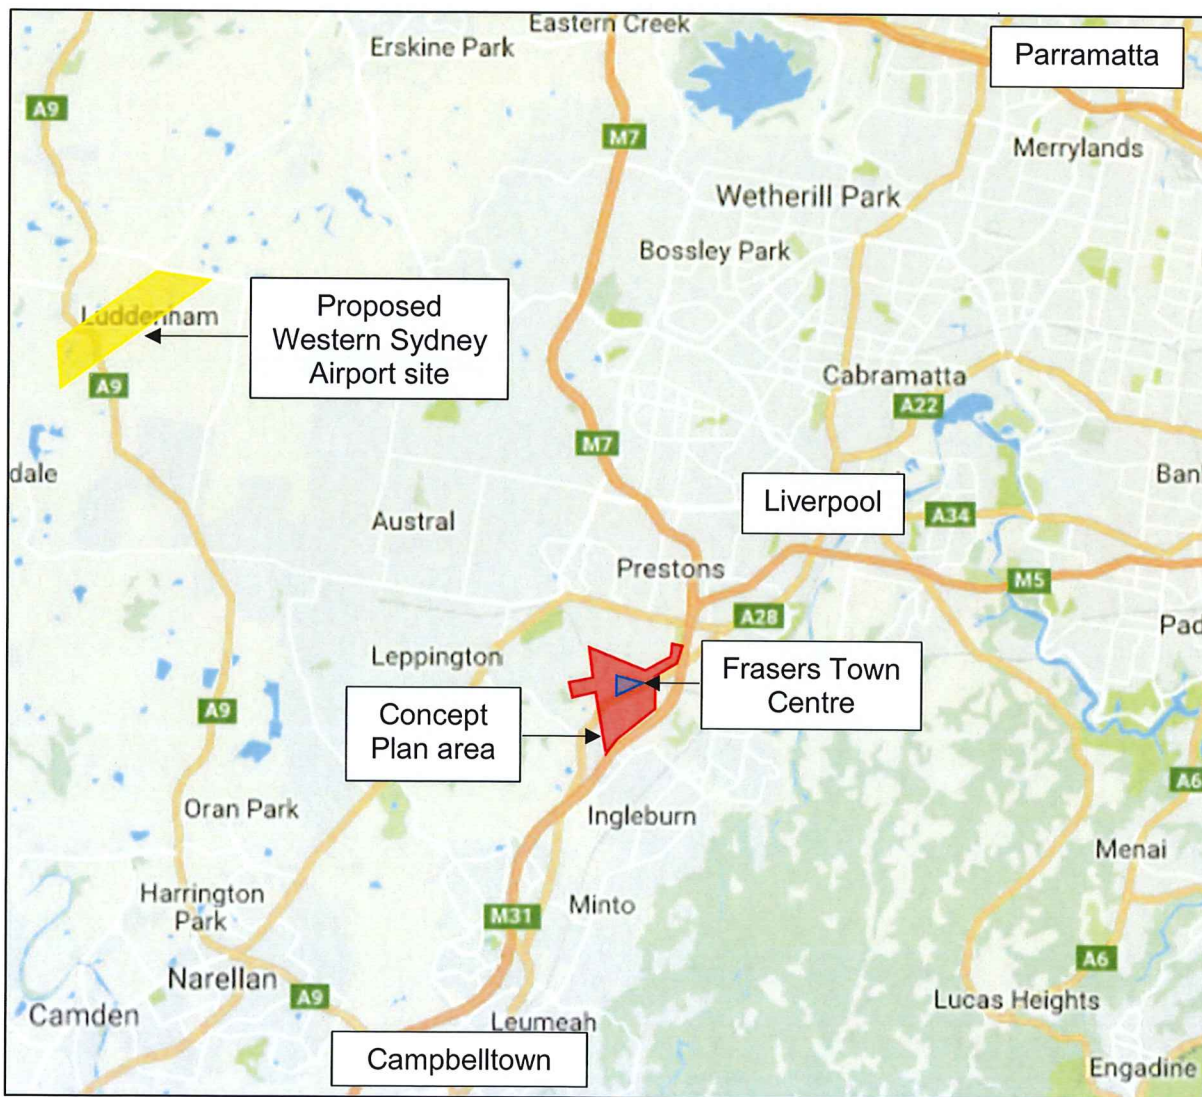 Eastern Creek
Erskine Park
Parramatta
A9
M7
Merrylands
Wetherill Park
Bossley Park
Luddenham
Proposed
Western Sydney
Airport site
A9
Cabramatta
A22
M7
dale
Ban
Liverpool
Austral
A34
Prestons
M5
A28
Pad
Leppington
Frasers Town
Centre
A9
Concept
Plan area
A6
Oran Park
Ingleburn
Menai
Harrington
Park
Minto
M31
A6
Narellan
A9
Lucas Heights
Camden
Leumeah
Campbelltown
Engadine